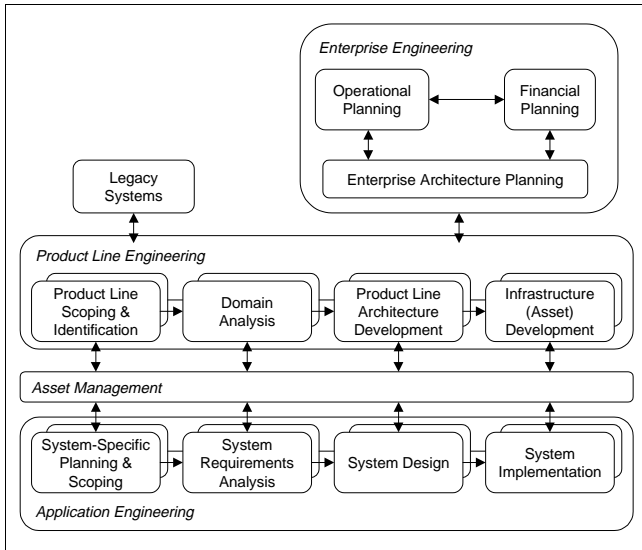 Enterprise Engineering
Operational
Planning
Financial
Planning
Enterprise Architecture Planning
Legacy
Systems
Product Line Engineering
Product Line
Scoping &
Identification
Domain
Analysis
Product Line
Architecture
Development
Infrastructure
(Asset)
Development
Asset Management
System-Specific
Planning &
Scoping
System
Requirements
Analysis
System Design
System
Implementation
Application Engineering